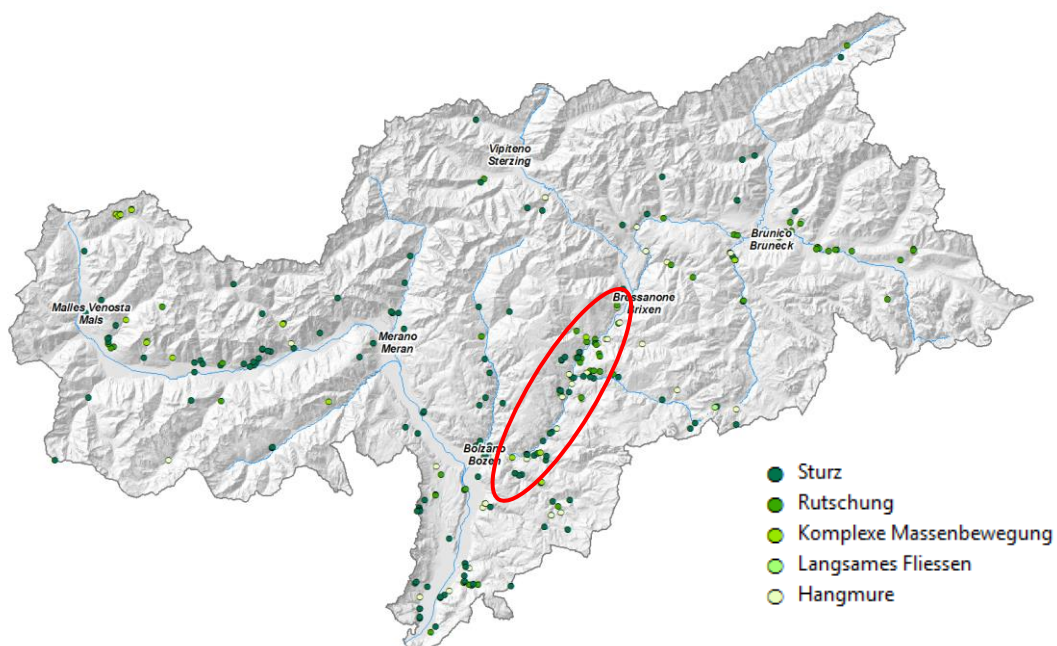 Vipiteno
Sterzing
Brunico
Bruneck
Bressanone
Brixen
Malles Venosta
Mals
Merano
Meran
Bolzano
Bozen
Sturz
Rutschung
Komplexe Massenbewegung
Langsames Fliessen
Hangmure